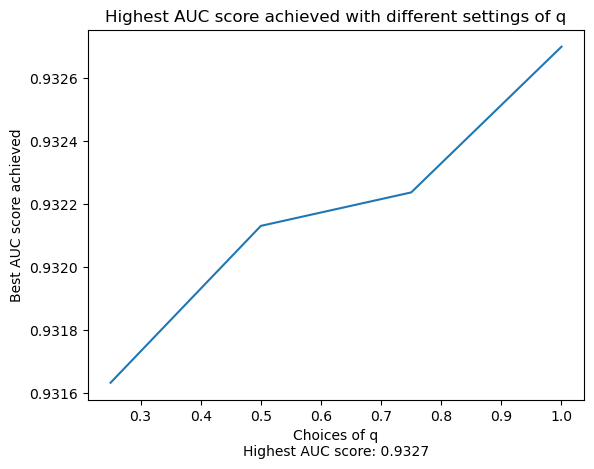 Highest AUC score achieved with different settings of q
Best AUC score achieved
0.9326
0.9324
0.9322
0.9320
0.9318
0.9316
0.3 0.4 0.5 0.6 0.7 0.8 0.9 1.0
Choices of q
Highest AUC score: 0.9327